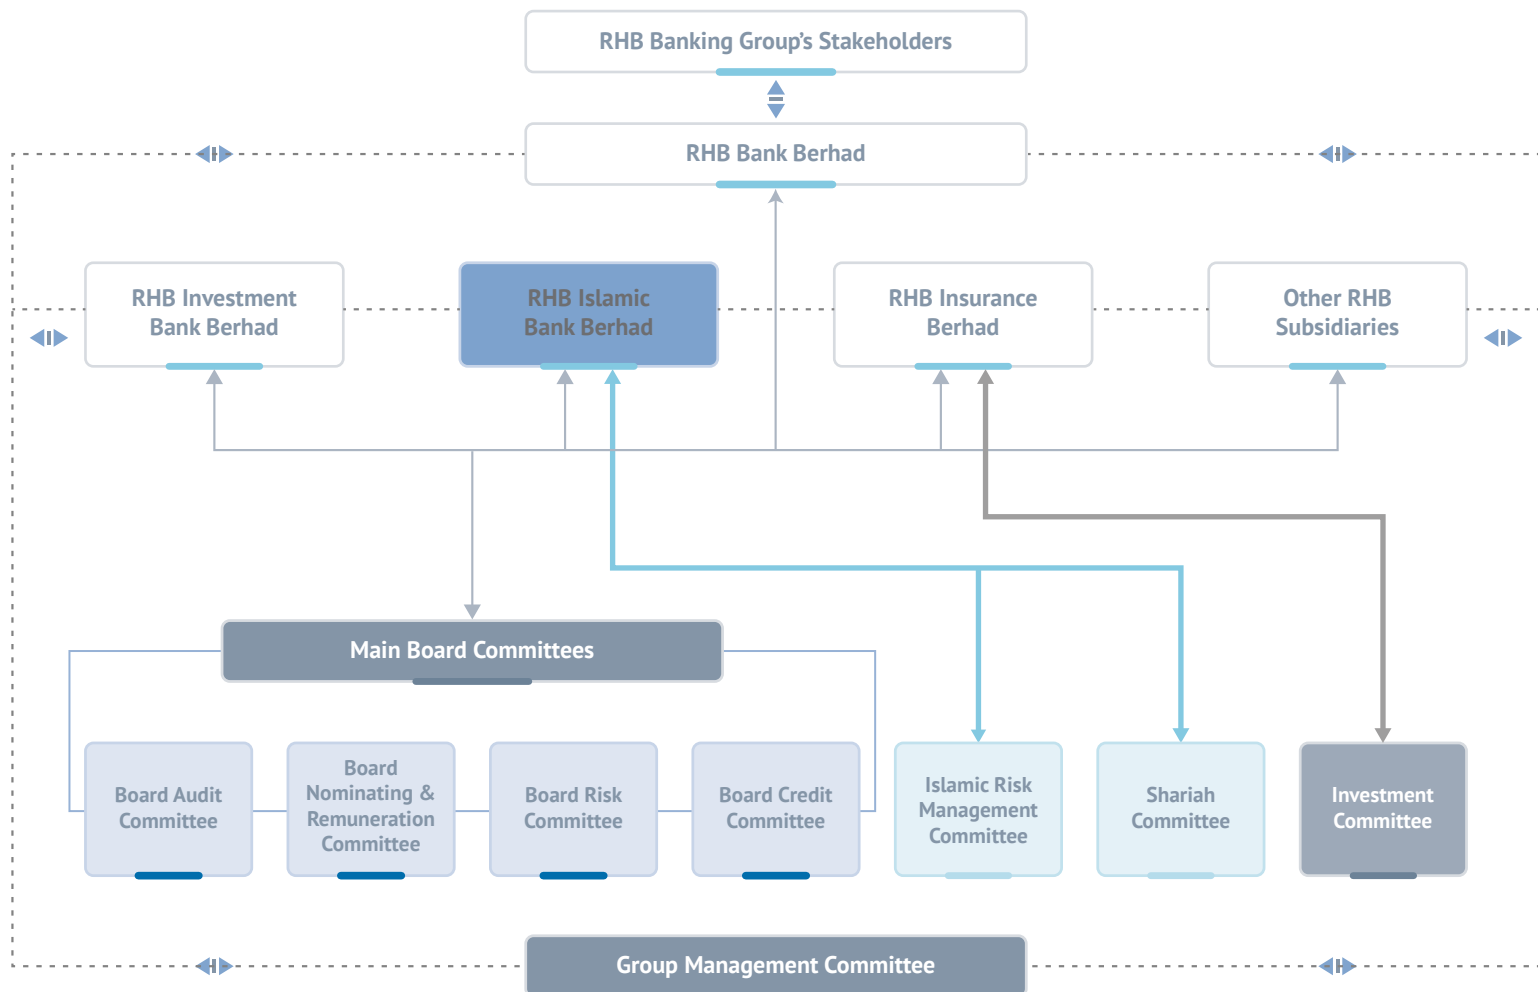 RHB Banking Group's Stakeholders
RHB Bank Berhad
RHB Investment
Bank Berhad
RHB Islamic
Bank Berhad
RHB Insurance
Berhad
Other RHB
Subsidiaries
Main Board Committees
Board Audit
Committee
Board
Nominating &
Remuneration
Committee
Board Risk
Committee
Board Credit
Committee
Islamic Risk
Management
Committee
Shariah
Committee
Investment
Committee
Group Management Committee